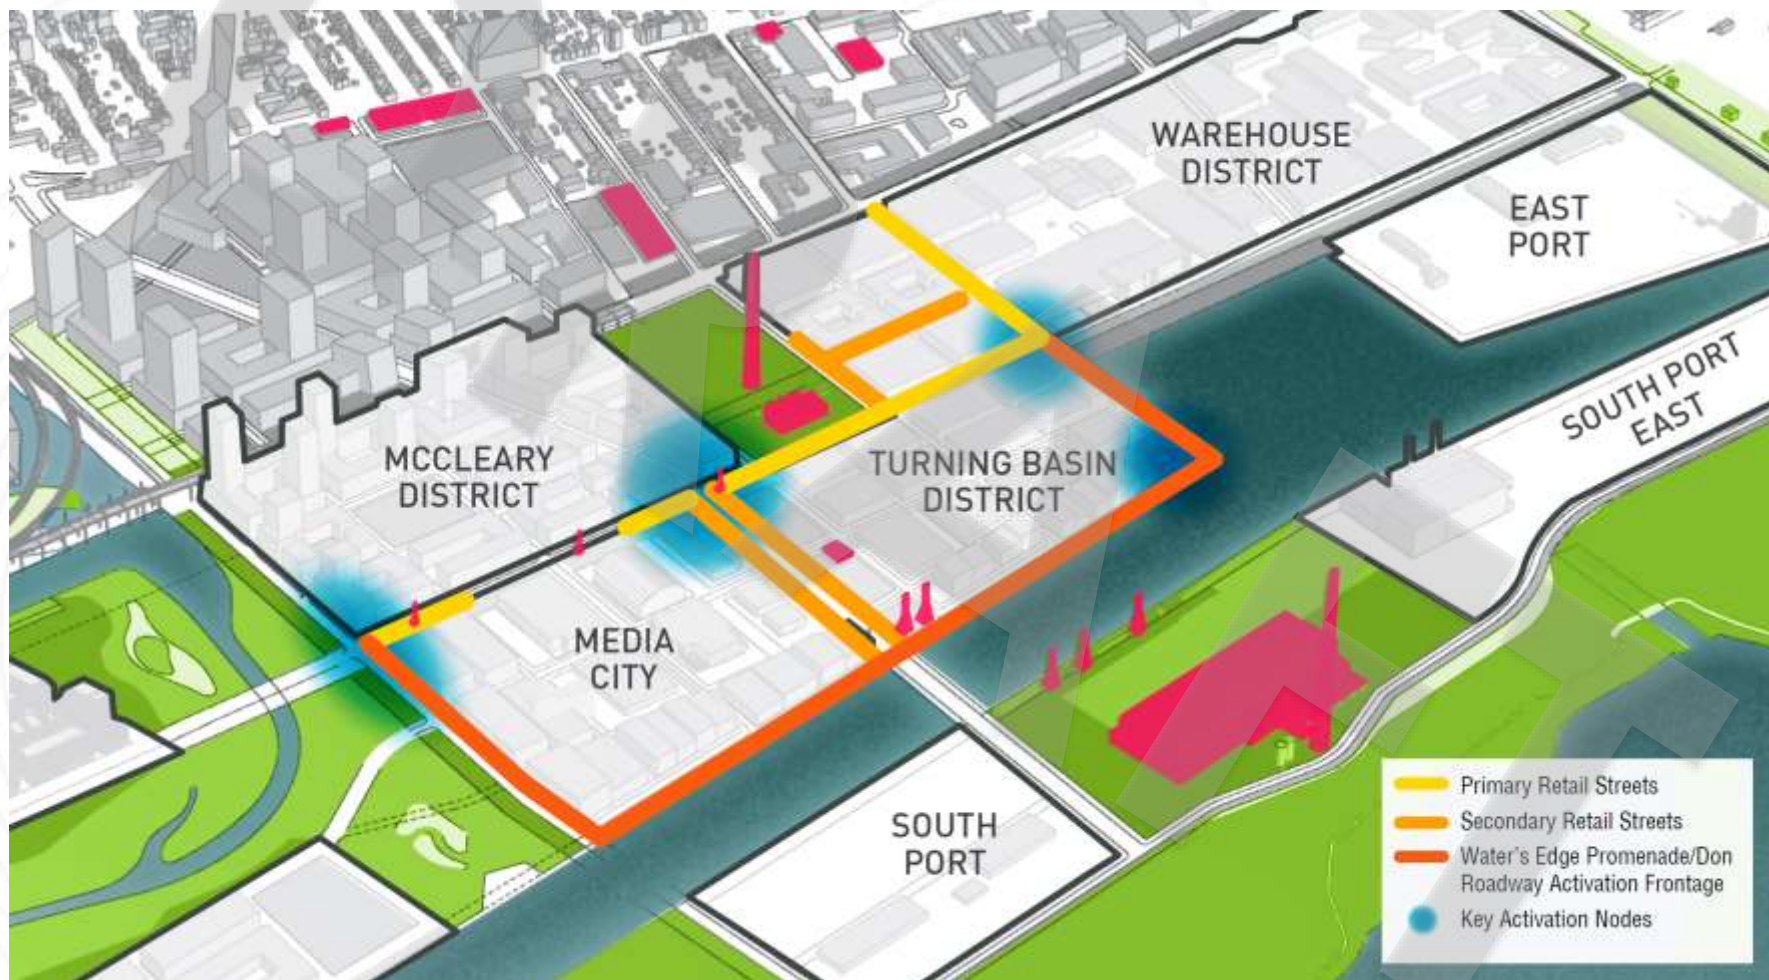 WAREHOUSE
DISTRICT
EAST
PORT
SOUTH PORT
EAST
MCCLEARY
DISTRICT
TURNING BASIN
DISTRICT
MEDIA
CITY
SOUTH
PORT
Primary Retail Streets
Secondary Retail Streets
Water's Edge Promenade/Don
Roadway Activation Frontage
Key Activation Nodes